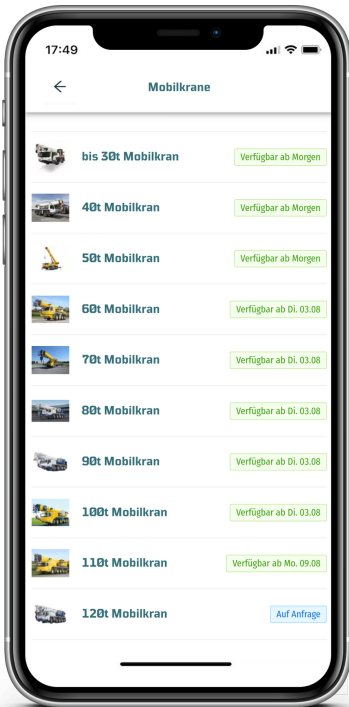 17:49
Mobilkrane
bis 30t Mobilkran
Verfügbar ab Morgen
40t Mobilkran
Verfügbar ab Morgen
50t Mobilkran
Verfügbar ab Morgen
60t Mobilkran
Verfügbar ab Di. 03.08
70t Mobilkran
Verfügbar ab Di. 03.08
80t Mobilkran
Verfügbar ab Di. 03.08
90t Mobilkran
Verfügbar ab Di. 03.08
100t Mobilkran
Verfügbar ab Di. 03.08
110t Mobilkran
Verfügbar ab Mo. 09.08
120t Mobilkran
Auf Anfrage